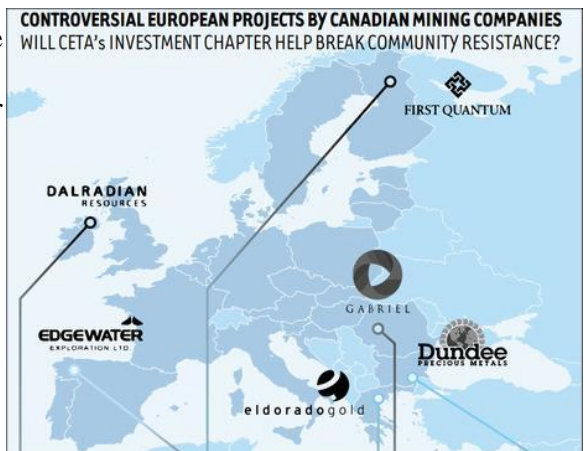 CONTROVERSIAL EUROPEAN PROJECTS BY CANADIAN MINING COMPANIES
WILL CETA's INVESTMENT CHAPTER HELP BREAK COMMUNITY RESISTANCE?
FIRST QUANTUM
DALRADIAN
RESOURCES
GABRIEL
EDGEWATER
EXPLORATION LTD.
Dundee
PRECIOUS METALS
eldoradogold